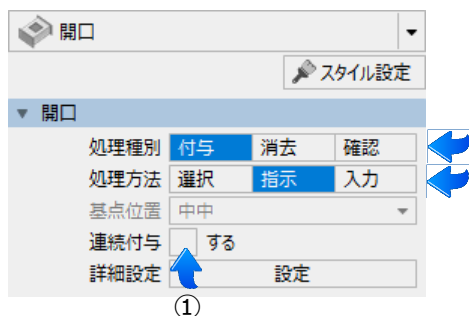 開口
スタイル設定
開口
処理種別 付与 消去 確認
処理方法 選択 指示 入力
基点位置 中中
連続付与 する
詳細設定 設定
①